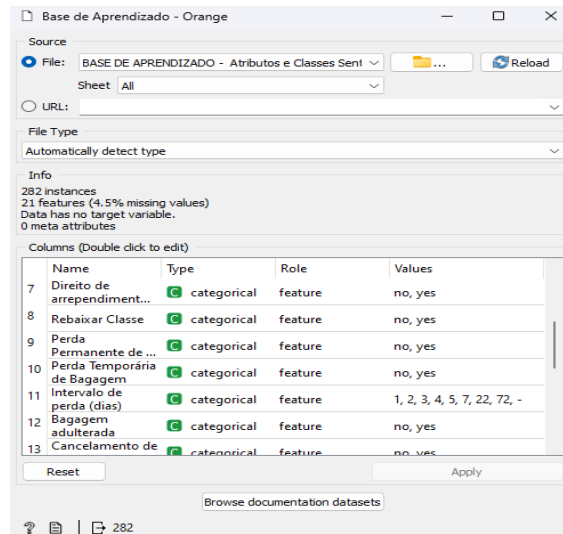 Base de Aprendizado - Orange
Source
File: BASE DE APRENDIZADO - Atributos e Classes Sent ... Reload
Sheet All
URL:
File Type
Automatically detect type
Info
282 instances
21 features (4.5% missing values)
Data has no target variable.
0 meta attributes
Columns (Double click to edit)
Name Type Role Values
7 Direito de arrependiment... C categorical feature no, yes
8 Rebaixar Classe C categorical feature no, yes
9 Perda Permanente de ... C categorical feature no, yes
10 Perda Temporária de Bagagem C categorical feature no, yes
11 Intervalo de perda (dias) C categorical feature 1, 2, 3, 4, 5, 7, 22, 72, -
12 Bagagem adulterada C categorical feature no, yes
13 Cancelamento de C categorical feature no, yes
Reset Apply
Browse documentation datasets
? 282